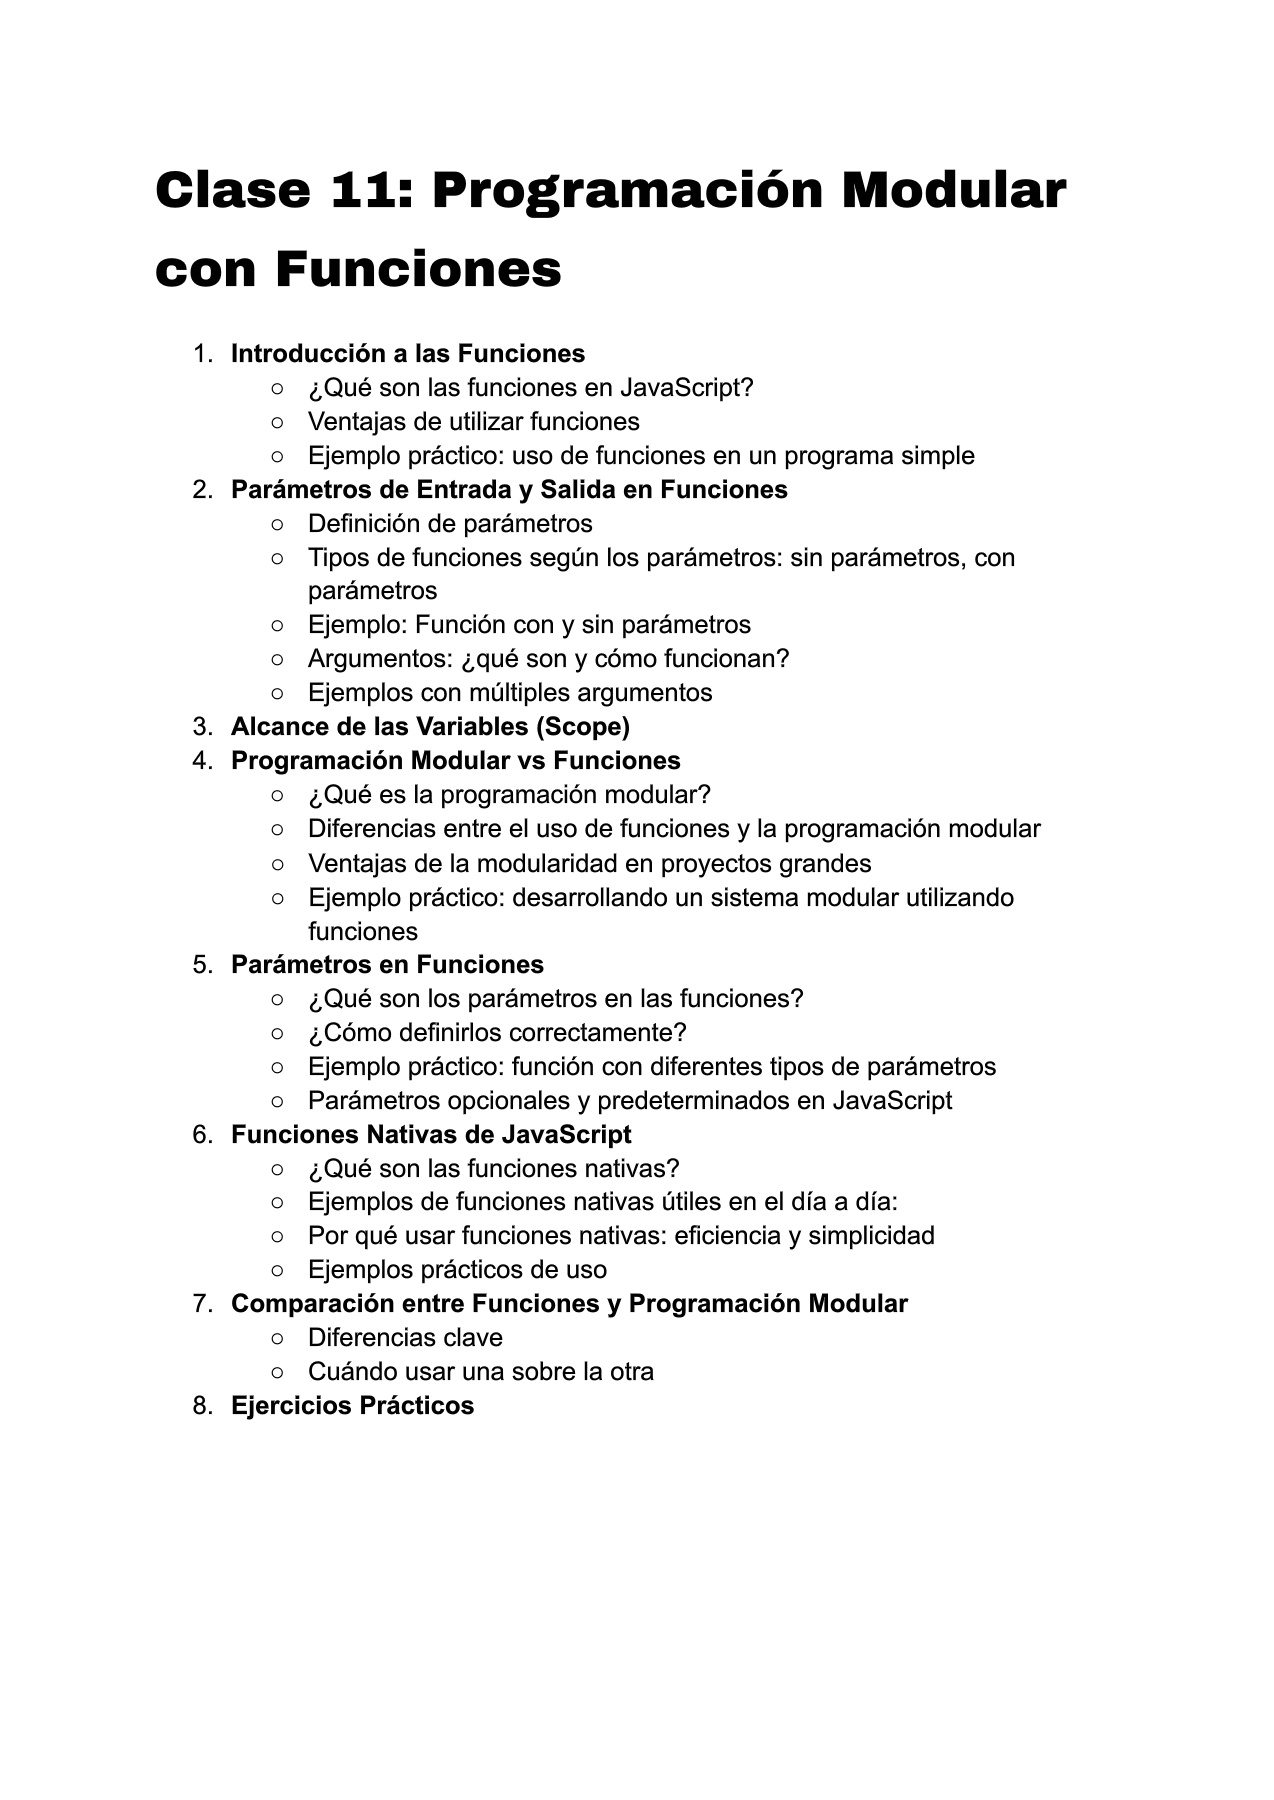 Clase 11: Programación Modular
con Funciones
1. Introducción a las Funciones
○ ¿Qué son las funciones en JavaScript?
○ Ventajas de utilizar funciones
○ Ejemplo práctico: uso de funciones en un programa simple
2. Parámetros de Entrada y Salida en Funciones
○ Definición de parámetros
○ Tipos de funciones según los parámetros: sin parámetros, con
parámetros
○ Ejemplo: Función con y sin parámetros
○ Argumentos: ¿qué son y cómo funcionan?
○ Ejemplos con múltiples argumentos
3. Alcance de las Variables (Scope)
4. Programación Modular vs Funciones
○ ¿Qué es la programación modular?
○ Diferencias entre el uso de funciones y la programación modular
○ Ventajas de la modularidad en proyectos grandes
○ Ejemplo práctico: desarrollando un sistema modular utilizando
funciones
5. Parámetros en Funciones
○ ¿Qué son los parámetros en las funciones?
○ ¿Cómo definirlos correctamente?
○ Ejemplo práctico: función con diferentes tipos de parámetros
○ Parámetros opcionales y predeterminados en JavaScript
6. Funciones Nativas de JavaScript
○ ¿Qué son las funciones nativas?
○ Ejemplos de funciones nativas útiles en el día a día:
○ Por qué usar funciones nativas: eficiencia y simplicidad
○ Ejemplos prácticos de uso
7. Comparación entre Funciones y Programación Modular
○ Diferencias clave
○ Cuándo usar una sobre la otra
8. Ejercicios Prácticos